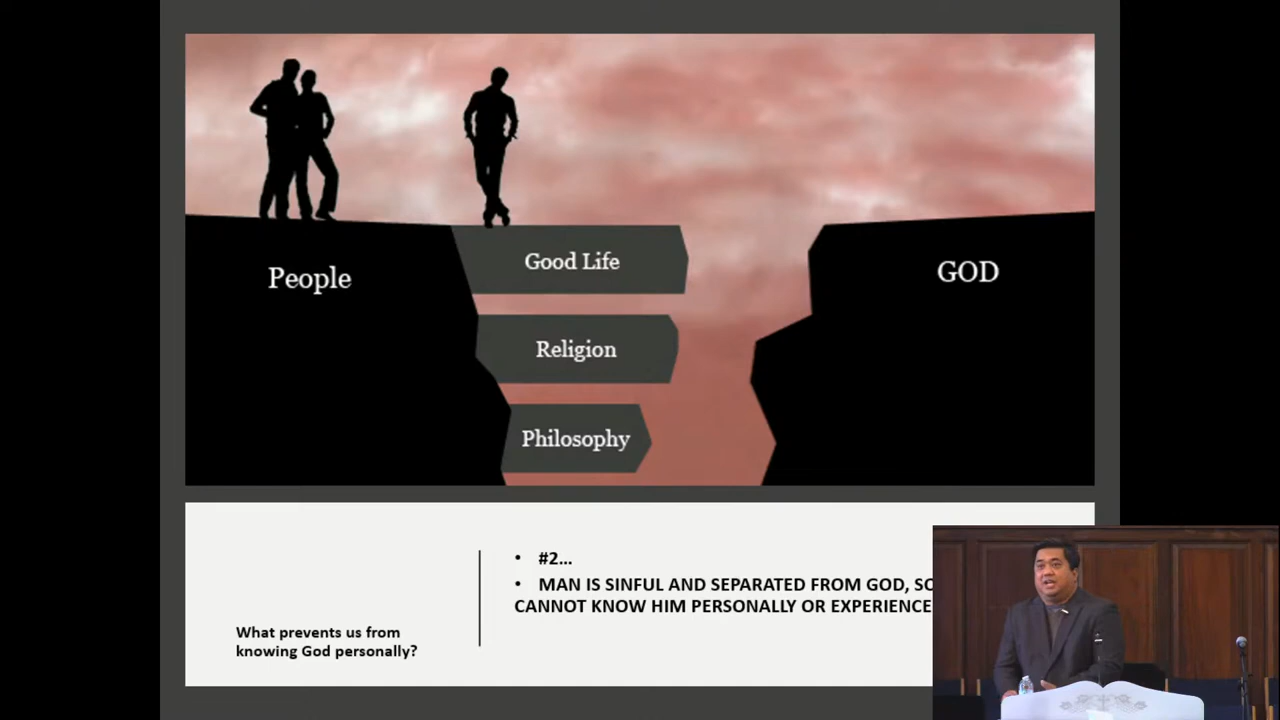 Good Life
People
GOD
Religion
Philosophy
• #2...
• MAN IS SINFUL AND SEPARATED FROM GOD, SO
CANNOT KNOW HIM PERSONALLY OR EXPERIENCE
What prevents us from
knowing God personally?